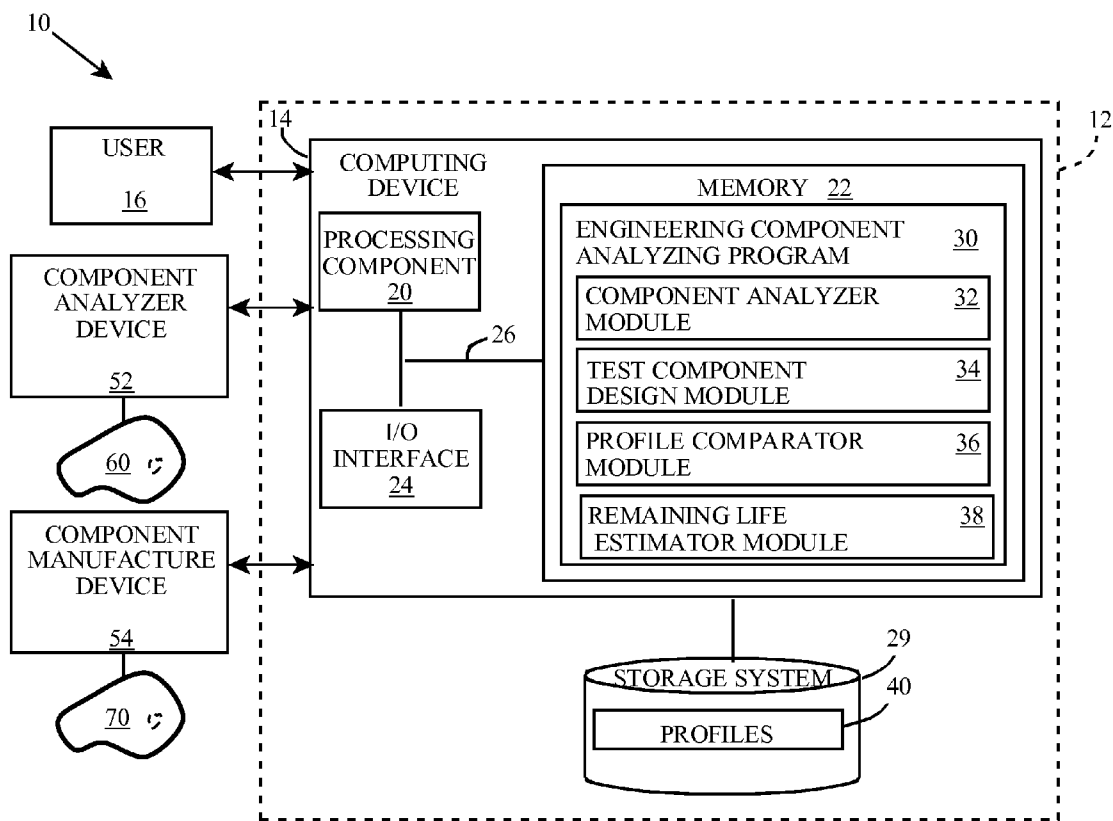 10
USER
16
COMPONENT
ANALYZER
DEVICE
52
60
COMPONENT
MANUFACTURE
DEVICE
54
70
12
14
COMPUTING
DEVICE
PROCESSING
COMPONENT
20
26
I/O
INTERFACE
24
MEMORY 22
ENGINEERING COMPONENT 30
ANALYZING PROGRAM
COMPONENT ANALYZER 32
MODULE
TEST COMPONENT 34
DESIGN MODULE
PROFILE COMPARATOR 36
MODULE
REMAINING LIFE 38
ESTIMATOR MODULE
29
STORAGE SYSTEM
40
PROFILES